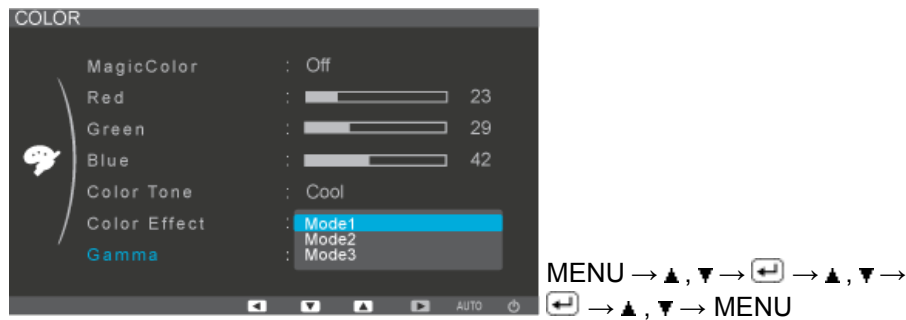 COLOR
MagicColor : Off
Red : 23
Green : 29
Blue : 42
Color Tone : Cool
Color Effect : Mode1
Mode2
Gamma : Mode3
AUTO
MENU → ▲ , ▼ → ↵ → ▲ , ▼ →
↵ → ▲ , ▼ → MENU